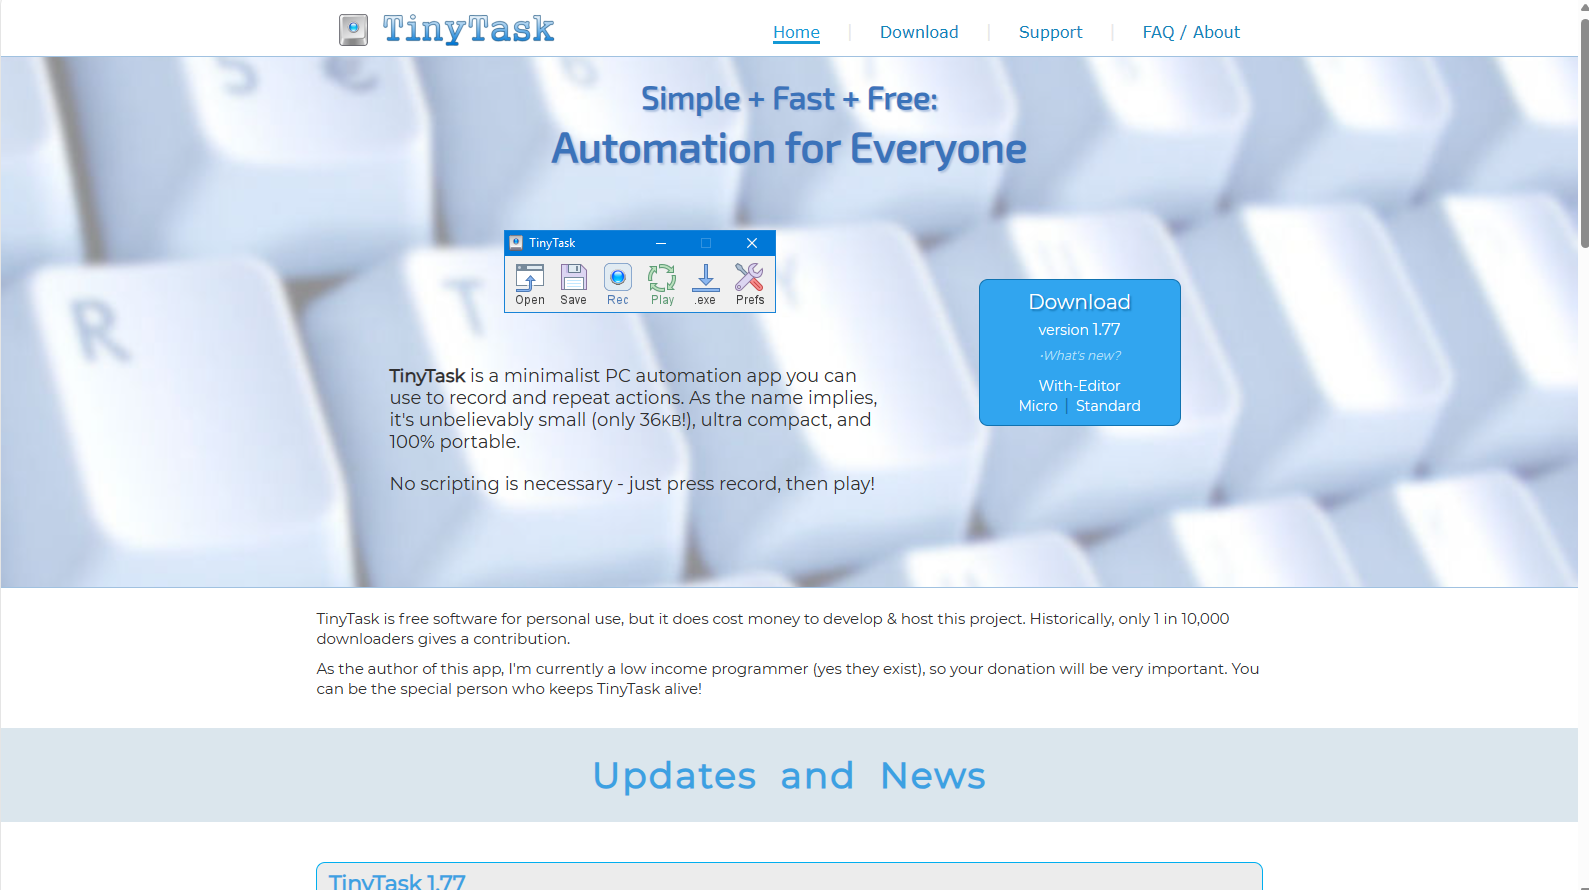 TinyTask
Home
Download
Support
FAQ / About
Simple + Fast + Free:
Automation for Everyone
TinyTask
Open
Save
Rec
Play
.exe
Prefs
TinyTask is a minimalist PC automation app you can
use to record and repeat actions. As the name implies,
it's unbelievably small (only 36KB!), ultra compact, and
100% portable.
No scripting is necessary - just press record, then play!
Download
version 1.77
·What's new?
With-Editor
Micro | Standard
R
T
Y
TinyTask is free software for personal use, but it does cost money to develop & host this project. Historically, only 1 in 10,000
downloaders gives a contribution.
As the author of this app, I'm currently a low income programmer (yes they exist), so your donation will be very important. You
can be the special person who keeps TinyTask alive!
Updates and News
TinyTask 1.77